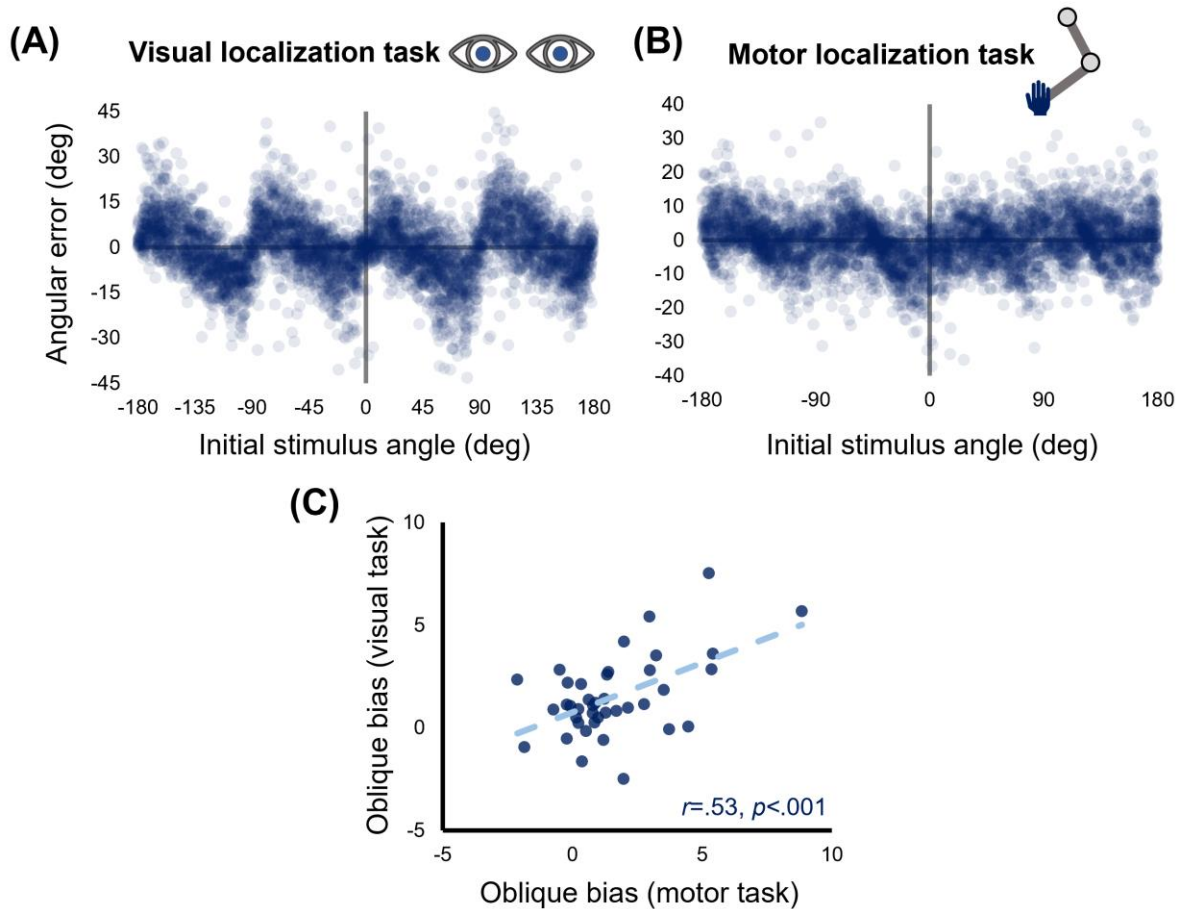 (A)
Visual localization task
Angular error (deg)
45
30
15
0
-15
-30
-45
-180 -135 -90 -45 0 45 90 135 180
Initial stimulus angle (deg)
(B)
Motor localization task
40
30
20
10
0
-10
-20
-30
-40
-180 0 90 180
Initial stimulus angle (deg)
(C)
Oblique bias (visual task)
10
5
0
-5
r=.53, p<.001
-5 0 5 10
Oblique bias (motor task)